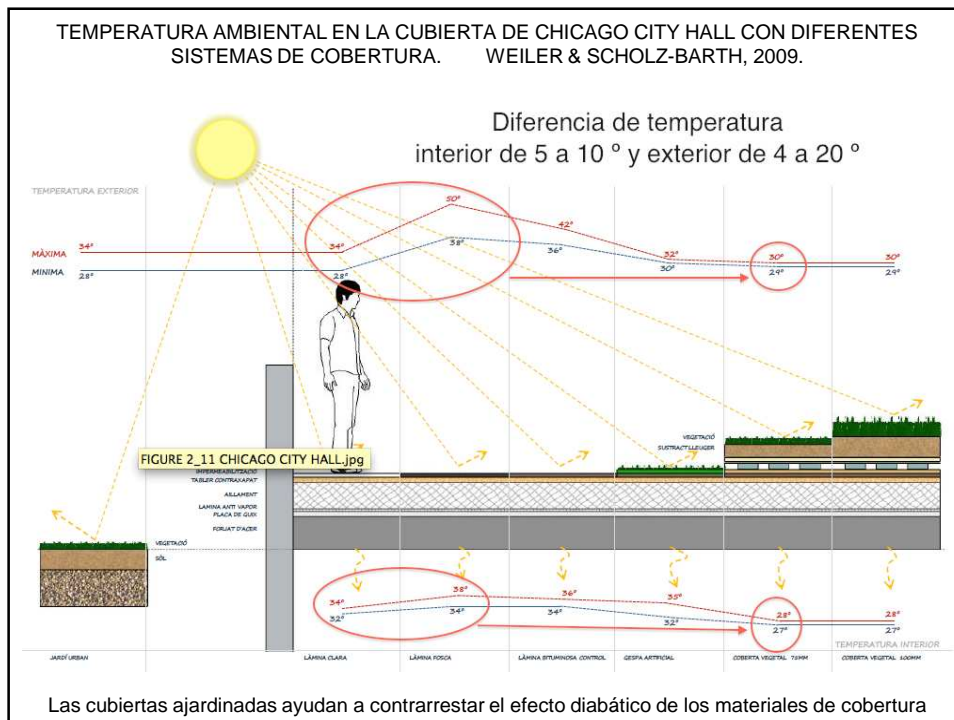 TEMPERATURA AMBIENTAL EN LA CUBIERTA DE CHICAGO CITY HALL CON DIFERENTES
SISTEMAS DE COBERTURA. WEILER & SCHOLZ-BARTH, 2009.
Diferencia de temperatura
interior de 5 a 10 º y exterior de 4 a 20 º
TEMPERATURA EXTERIOR
50º
42º
34º 34º 38º 36º 32º 30º 30º
MÀXIMA
MINIMA
28º 28º 30º 29º 29º
VEGETACIÓ
SUSTRACT LLEUGER
FIGURE 2_11 CHICAGO CITY HALL.jpg
IMPERMEABILITZACIÓ
TABLER CONTRAXAPAT
AILLAMENT
LAMINA ANTI VAPOR
PLACA DE GUIX
FORJAT D'ACER
VEGETACIÓ
SÒL
34º 38º 36º 35º 28º 28º
32º 34º 34º 32º 27º 27º
TEMPERATURA INTERIOR
JARDÍ URBAN LÀMINA CLARA LÀMINA FOSCA LÀMINA BITUMINOSA CONTROL GESPA ARTIFICIAL COBERTA VEGETAL 75MM COBERTA VEGETAL 100MM
Las cubiertas ajardinadas ayudan a contrarrestar el efecto diabático de los materiales de cobertura